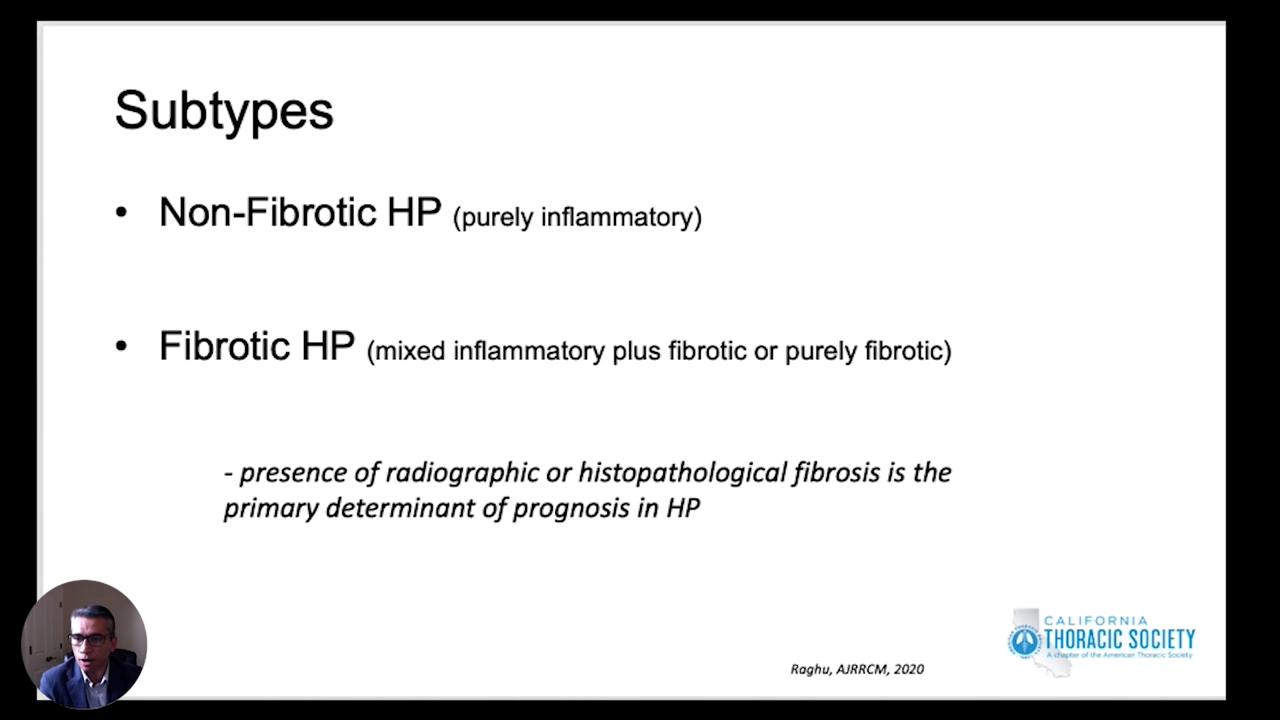 Subtypes
• Non-Fibrotic HP (purely inflammatory)
• Fibrotic HP (mixed inflammatory plus fibrotic or purely fibrotic)
- presence of radiographic or histopathological fibrosis is the
primary determinant of prognosis in HP
Raghu, AJRRCM, 2020
CALIFORNIA
THORACIC SOCIETY
A chapter of the American Thoracic Society